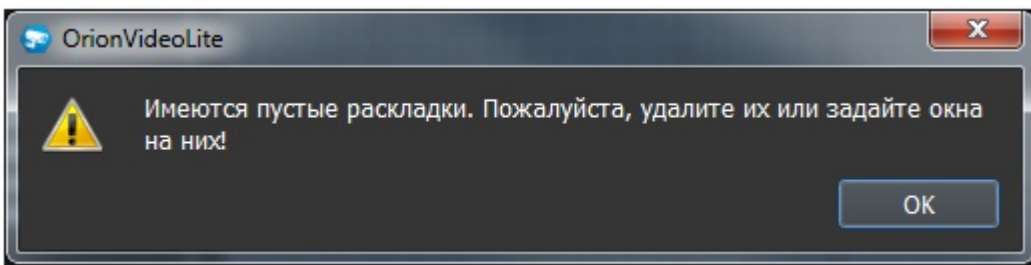 OrionVideoLite
Имеются пустые раскладки. Пожалуйста, удалите их или задайте окна
на них!
OK